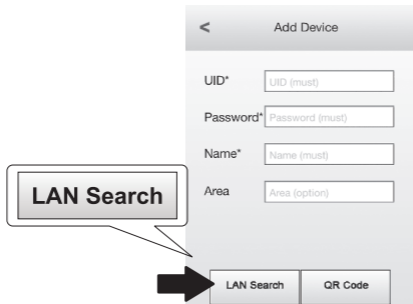 < Add Device
UID* UID (must)
Password* Password (must)
Name* Name (must)
Area Area (option)
LAN Search
LAN Search QR Code